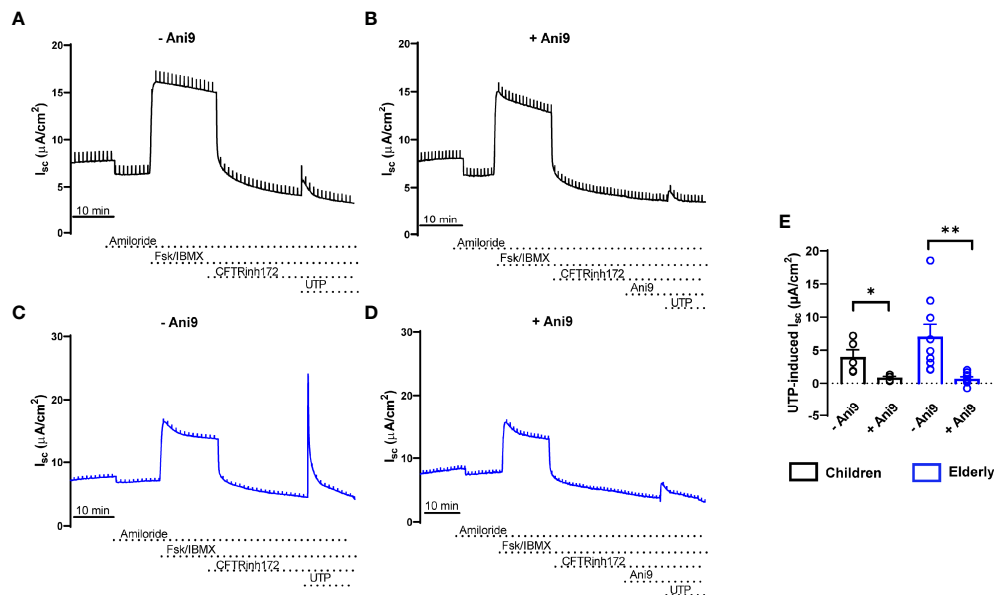 A
- Ani9
20
15
10
5
0
Isc (µA/cm2)
10 min
Amiloride
Fsk/IBMX
CFTRinh172
UTP
B
+ Ani9
20
15
10
5
0
Isc (µA/cm2)
10 min
Amiloride
Fsk/IBMX
CFTRinh172
Ani9
UTP
C
- Ani9
30
20
10
0
Isc (µA/cm2)
10 min
Amiloride
Fsk/IBMX
CFTRinh172
UTP
D
+ Ani9
30
20
10
0
Isc (µA/cm2)
10 min
Amiloride
Fsk/IBMX
CFTRinh172
Ani9
UTP
E
**
*
20
15
10
5
0
-5
UTP-induced Isc (µA/cm2)
- Ani9
+ Ani9
- Ani9
+ Ani9
Children
Elderly